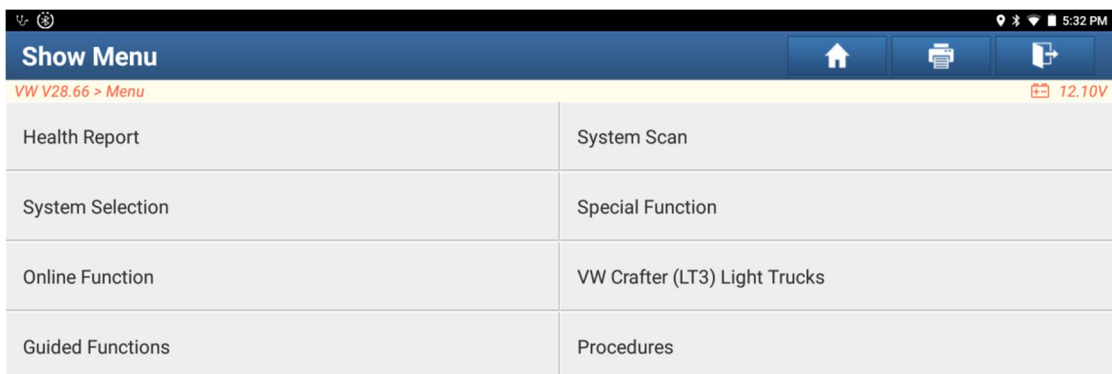 5:32 PM
Show Menu
VW V28.66 > Menu
12.10V
Health Report
System Scan
System Selection
Special Function
Online Function
VW Crafter (LT3) Light Trucks
Guided Functions
Procedures